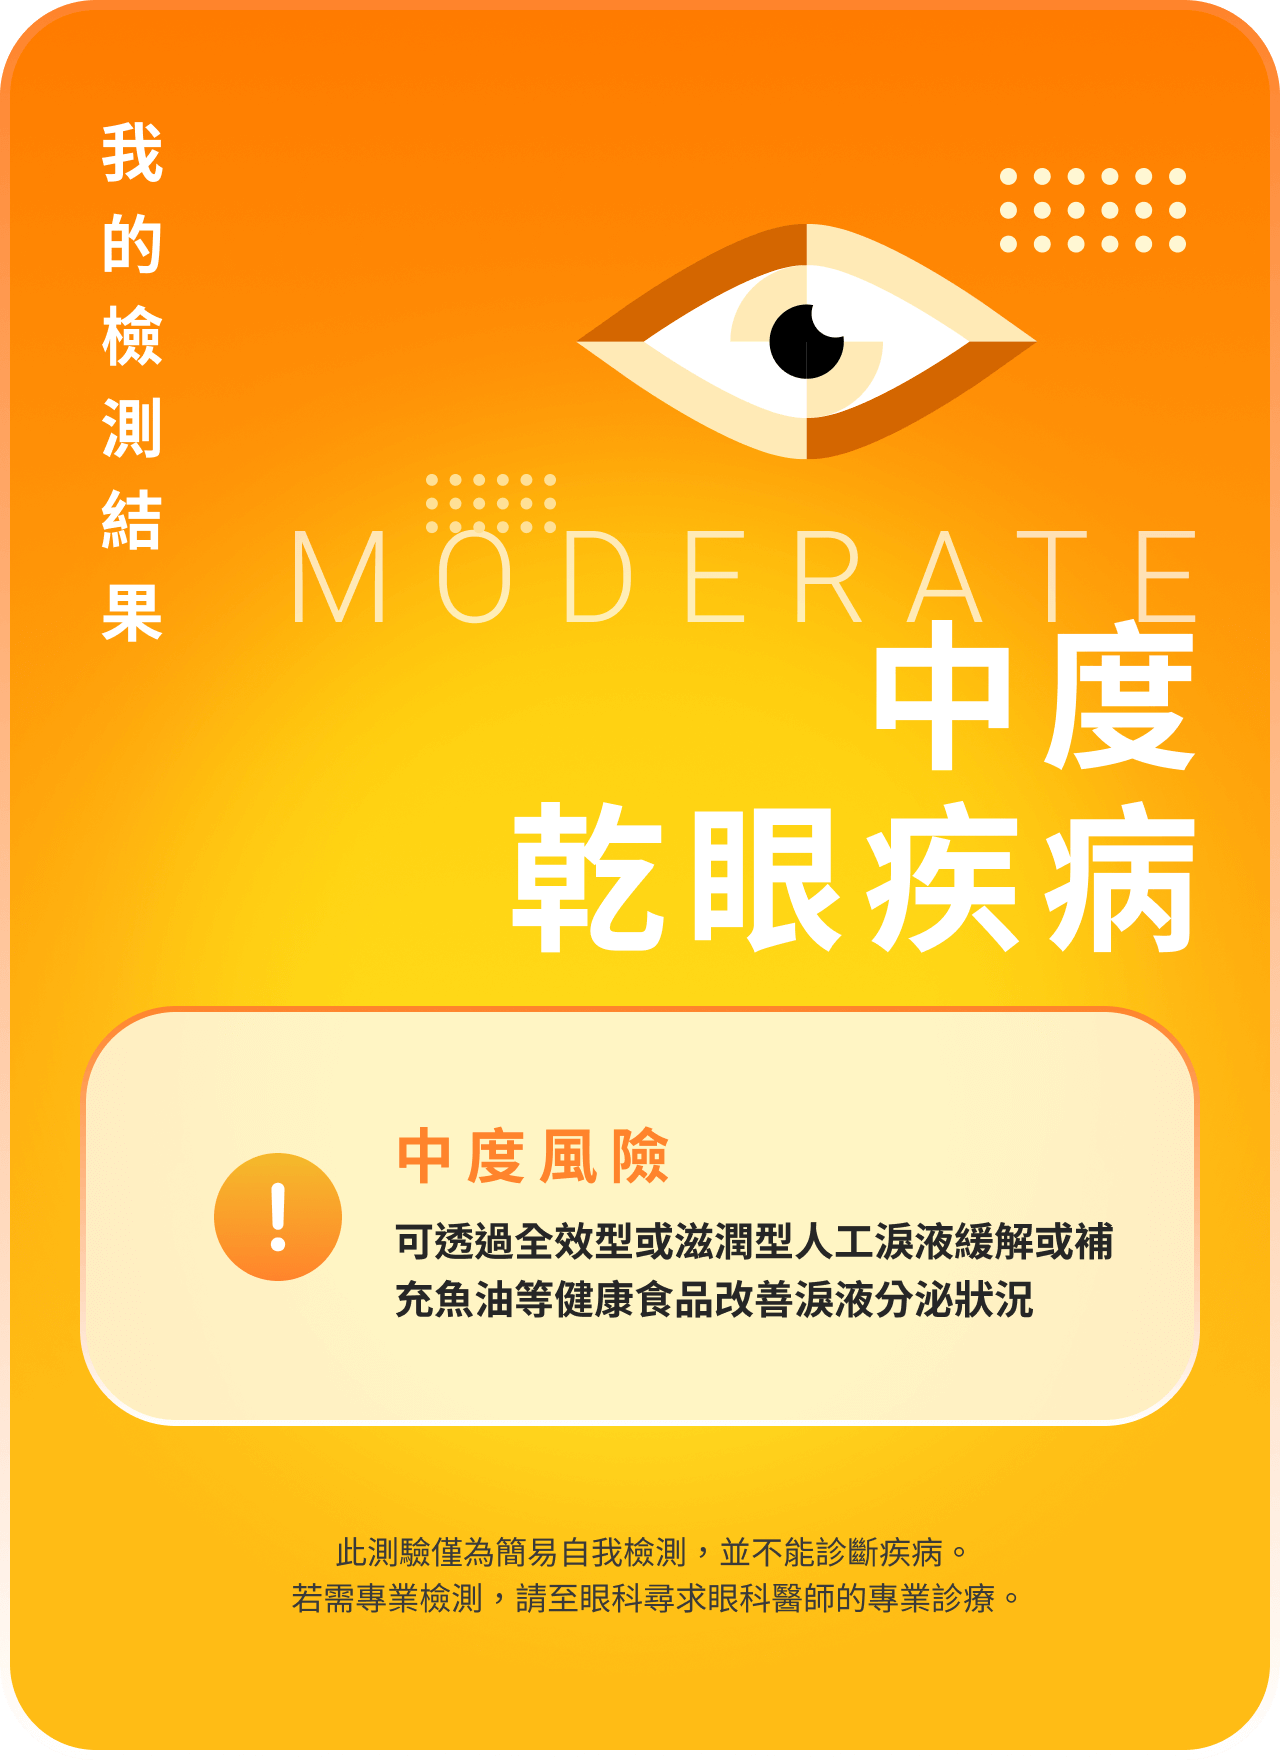 我的檢測結果
MODERATE
中度
乾眼疾病
中度風險
可透過全效型或滋潤型人工淚液緩解或補
充魚油等健康食品改善淚液分泌狀況
此測驗僅為簡易自我檢測，並不能診斷疾病。
若需專業檢測，請至眼科尋求眼科醫師的專業診療。